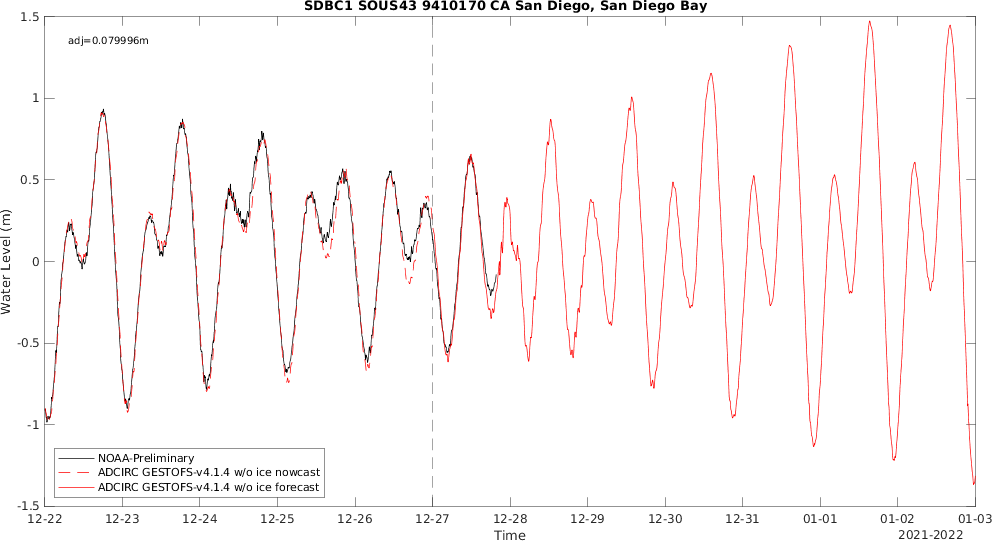 SDBC1 SOUS43 9410170 CA San Diego, San Diego Bay
adj=0.079996m
1.5
1
0.5
0
-0.5
-1
-1.5
Water Level (m)
NOAA-Preliminary
ADCIRC GESTOFS-v4.1.4 w/o ice nowcast
ADCIRC GESTOFS-v4.1.4 w/o ice forecast
12-22 12-23 12-24 12-25 12-26 12-27 12-28 12-29 12-30 12-31 01-01 01-02 01-03
Time
2021-2022